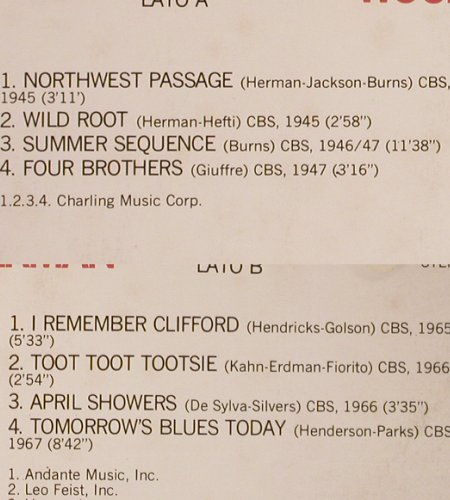 LATO A
1. NORTHWEST PASSAGE (Herman-Jackson-Burns) CBS,
1945 (3'11')
2. WILD ROOT (Herman-Hefti) CBS, 1945 (2'58")
3. SUMMER SEQUENCE (Burns) CBS, 1946/47 (11'38")
4. FOUR BROTHERS (Giuffre) CBS, 1947 (3'16")
1.2.3.4. Charling Music Corp.
LATO B
1. I REMEMBER CLIFFORD (Hendricks-Golson) CBS, 1965
(5'33")
2. TOOT TOOT TOOTSIE (Kahn-Erdman-Fiorito) CBS, 1966
(2'54")
3. APRIL SHOWERS (De Sylva-Silvers) CBS, 1966 (3'35")
4. TOMORROW'S BLUES TODAY (Henderson-Parks) CBS
1967 (8'42")
1. Andante Music, Inc.
2. Leo Feist, Inc.